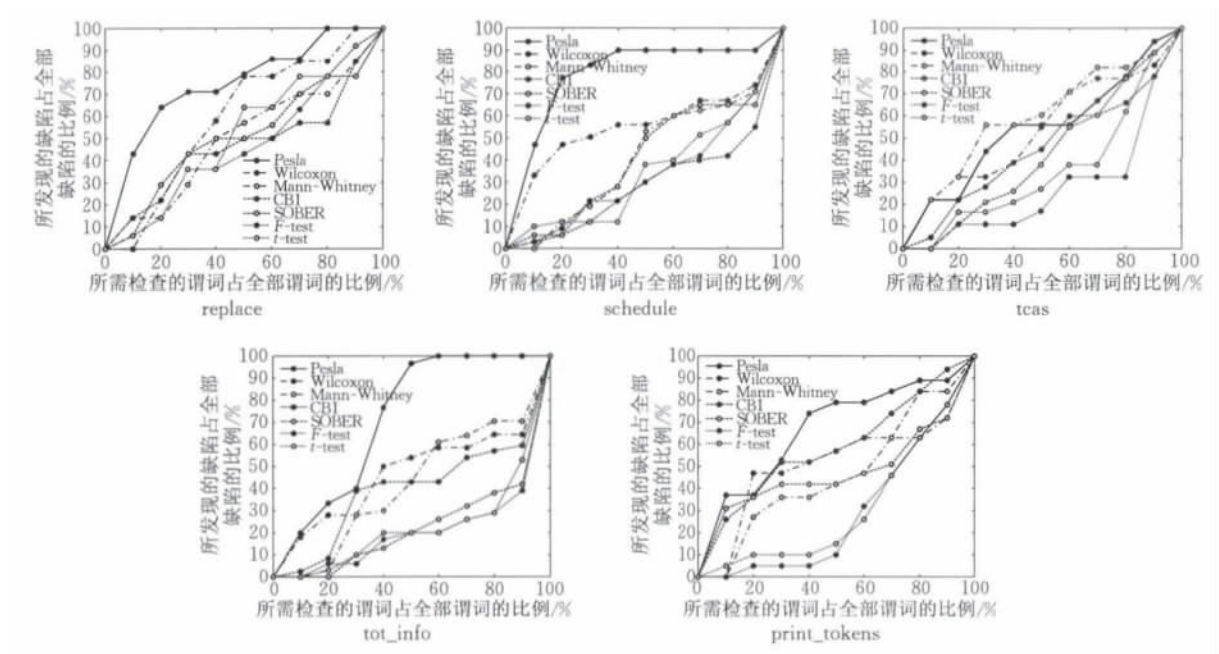 100
90
80
70
60
50
40
30
20
10
0
所发现的缺陷占全部
缺陷的比例/%
Pesla
Wilcoxon
Mann-Whitney
CBI
SOBER
F-test
t-test
0 20 40 60 80 100
所需检查的谓词占全部谓词的比例/%
replace
100
90
80
70
60
50
40
30
20
10
0
所发现的缺陷占全部
缺陷的比例/%
Pesla
Wilcoxon
Mann-Whitney
CBI
SOBER
F-test
t-test
0 20 40 60 80 100
所需检查的谓词占全部谓词的比例/%
schedule
100
90
80
70
60
50
40
30
20
10
0
所发现的缺陷占全部
缺陷的比例/%
Pesla
Wilcoxon
Mann-Whitney
CBI
SOBER
F-test
t-test
0 20 40 60 80 100
所需检查的谓词占全部谓词的比例/%
tcas
100
90
80
70
60
50
40
30
20
10
0
所发现的缺陷占全部
缺陷的比例/%
Pesla
Wilcoxon
Mann-Whitney
CBI
SOBER
F-test
t-test
0 20 40 60 80 100
所需检查的谓词占全部谓词的比例/%
tot_info
100
90
80
70
60
50
40
30
20
10
0
所发现的缺陷占全部
缺陷的比例/%
Pesla
Wilcoxon
Mann-Whitney
CBI
SOBER
F-test
t-test
0 20 40 60 80 100
所需检查的谓词占全部谓词的比例/%
print_tokens